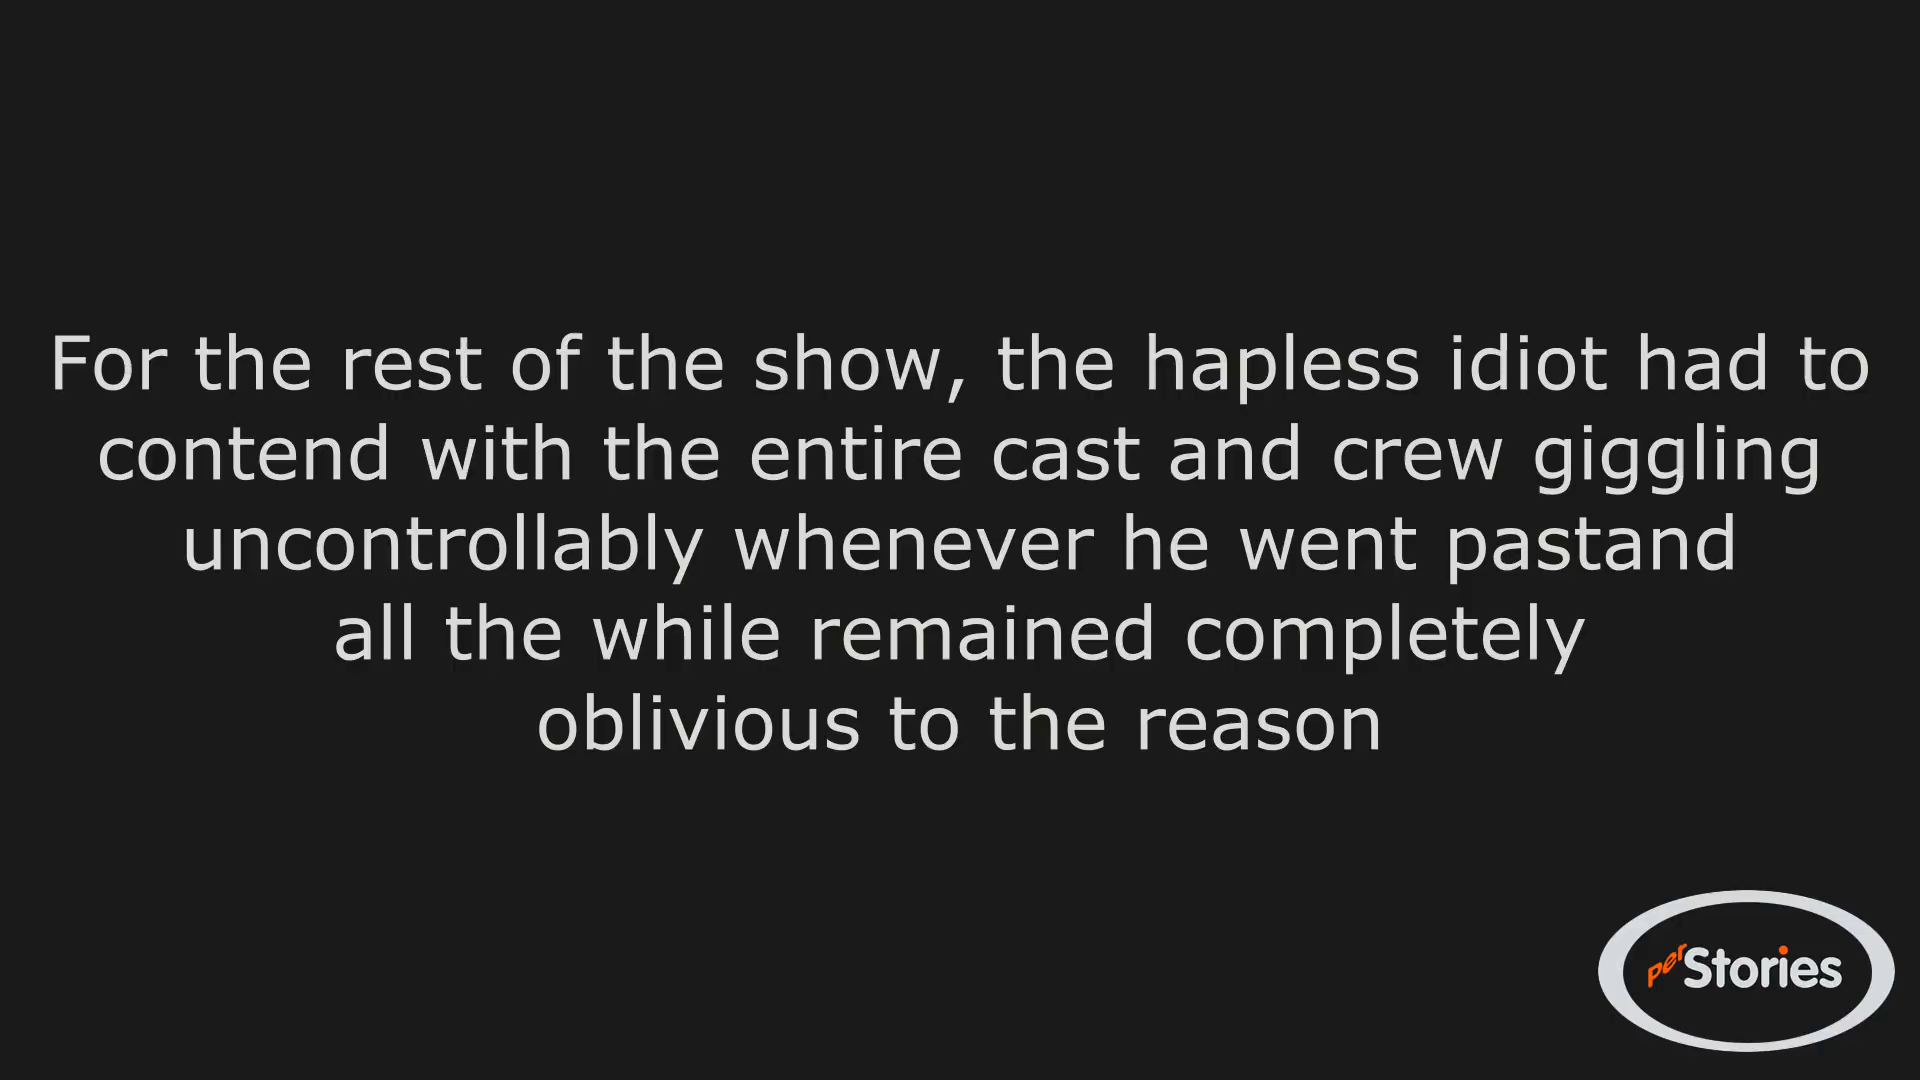 For the rest of the show, the hapless idiot had to
contend with the entire cast and crew giggling
uncontrollably whenever he went pastand
all the while remained completely
oblivious to the reason
perStories